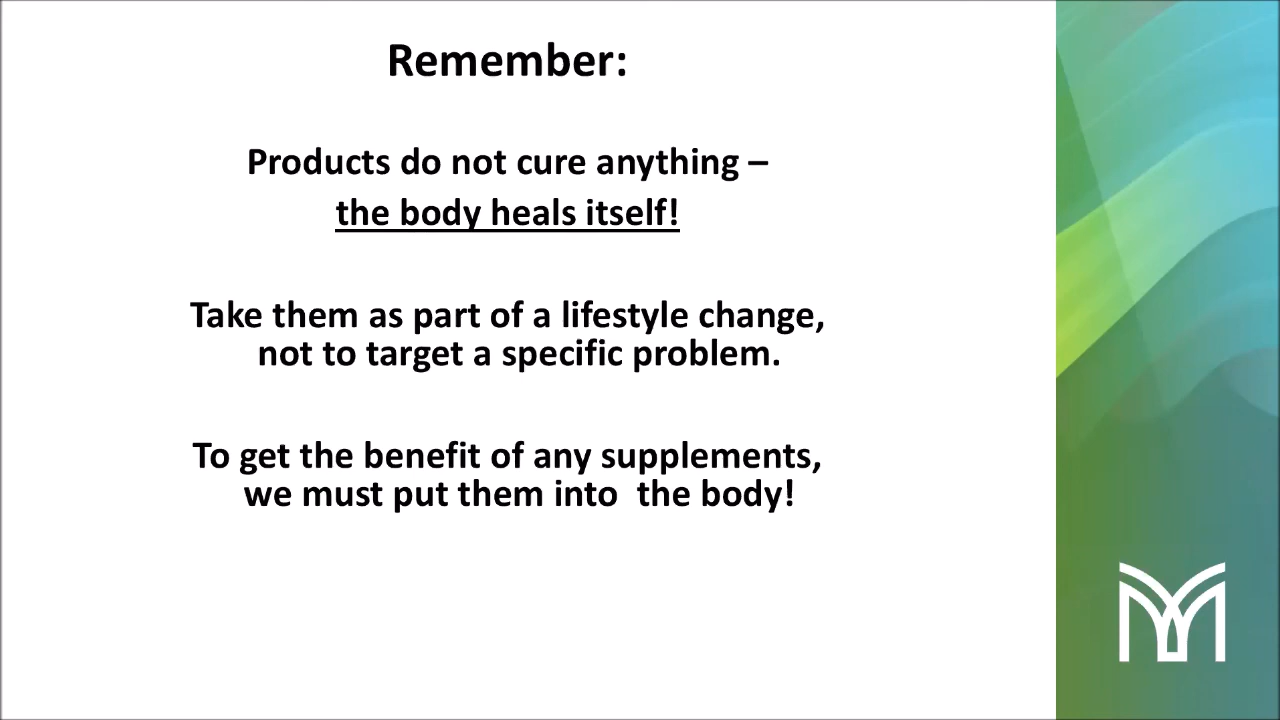 Remember:
Products do not cure anything –
the body heals itself!
Take them as part of a lifestyle change,
not to target a specific problem.
To get the benefit of any supplements,
we must put them into  the body!